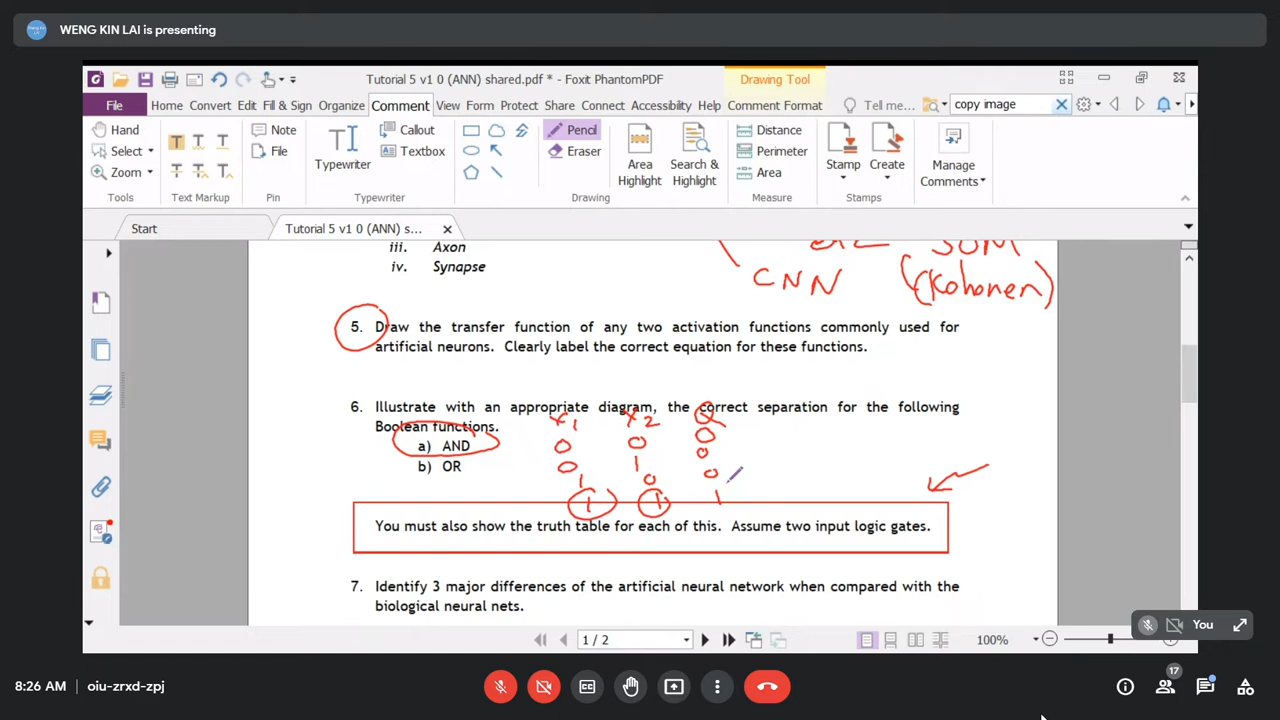 WENG KIN LAI is presenting
Tutorial 5 v1 0 (ANN) shared.pdf * - Foxit PhantomPDF
Drawing Tool
File Home Convert Edit Fill & Sign Organize Comment View Form Protect Share Connect Accessibility Help Comment Format Tell me... copy image
Hand
Select
Zoom
Tools
Text Markup
Note
File
Pin
Typewriter
Callout
Textbox
Typewriter
Pencil
Eraser
Area Highlight
Search & Highlight
Drawing
Distance
Perimeter
Area
Measure
Stamp
Create
Stamps
Manage Comments
Start
Tutorial 5 v1 0 (ANN) s...
iii. Axon
iv. Synapse
SOM
CNN (Kohonen)
5. Draw the transfer function of any two activation functions commonly used for
artificial neurons. Clearly label the correct equation for these functions.
6. Illustrate with an appropriate diagram, the correct separation for the following
Boolean functions.
a) AND
b) OR
x1 x2 Q
0 0 0
0 1 0
1 0 0
1 1 1
You must also show the truth table for each of this. Assume two input logic gates.
7. Identify 3 major differences of the artificial neural network when compared with the
biological neural nets.
1 / 2
100%
You
8:26 AM oiu-zrxd-zpj
17